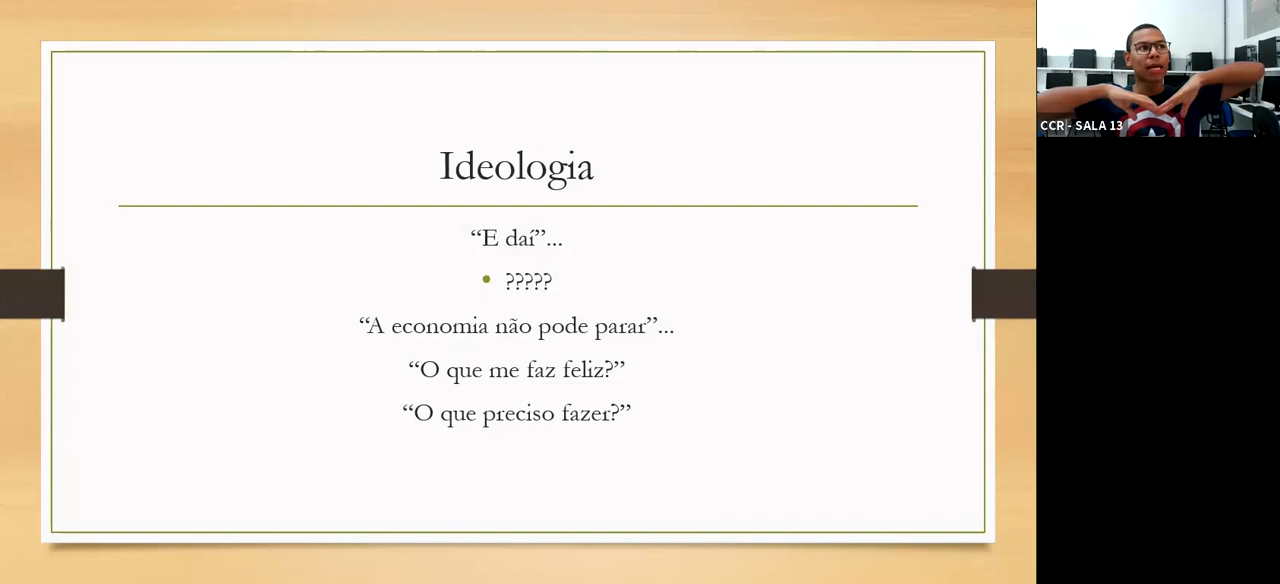 Ideologia
“E daí”...
• ?????
“A economia não pode parar”...
“O que me faz feliz?”
“O que preciso fazer?”
CCR - SALA 13